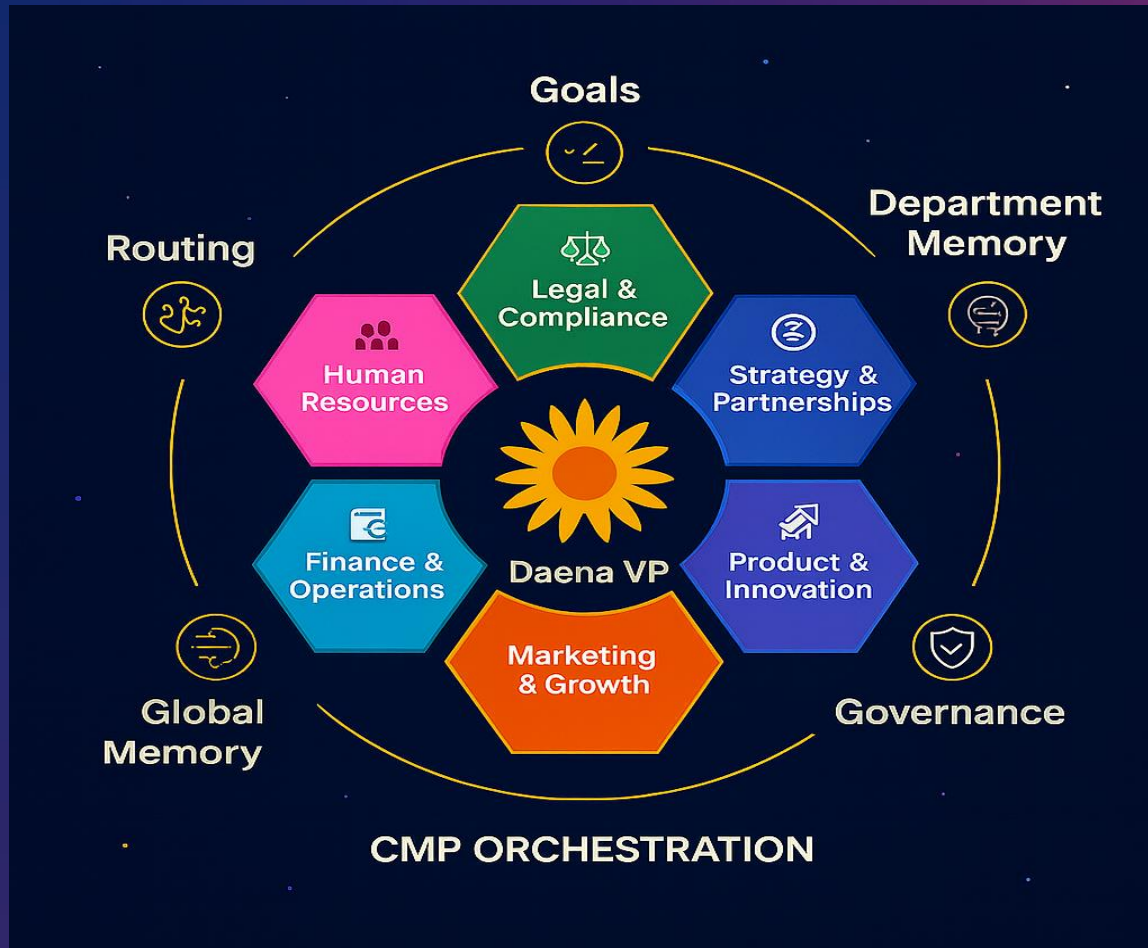 Goals
Department
Memory
Routing
Legal &
Compliance
Human
Resources
Strategy &
Partnerships
Finance &
Operations
Daena VP
Product &
Innovation
Marketing
& Growth
Global
Memory
Governance
CMP ORCHESTRATION